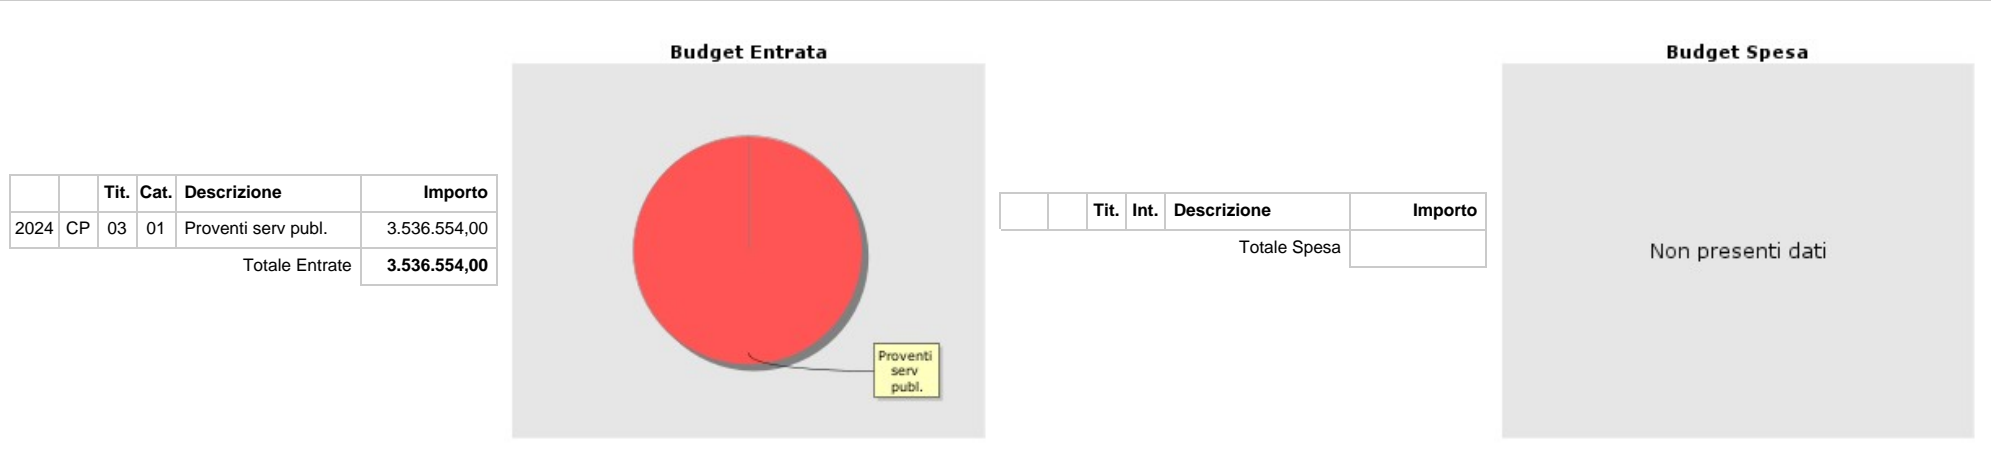 Tit. Cat. Descrizione Importo
2024 CP 03 01 Proventi serv publ. 3.536.554,00
Totale Entrate 3.536.554,00
Budget Entrata
Proventi
serv
publ.
Tit. Int. Descrizione Importo
Totale Spesa
Budget Spesa
Non presenti dati